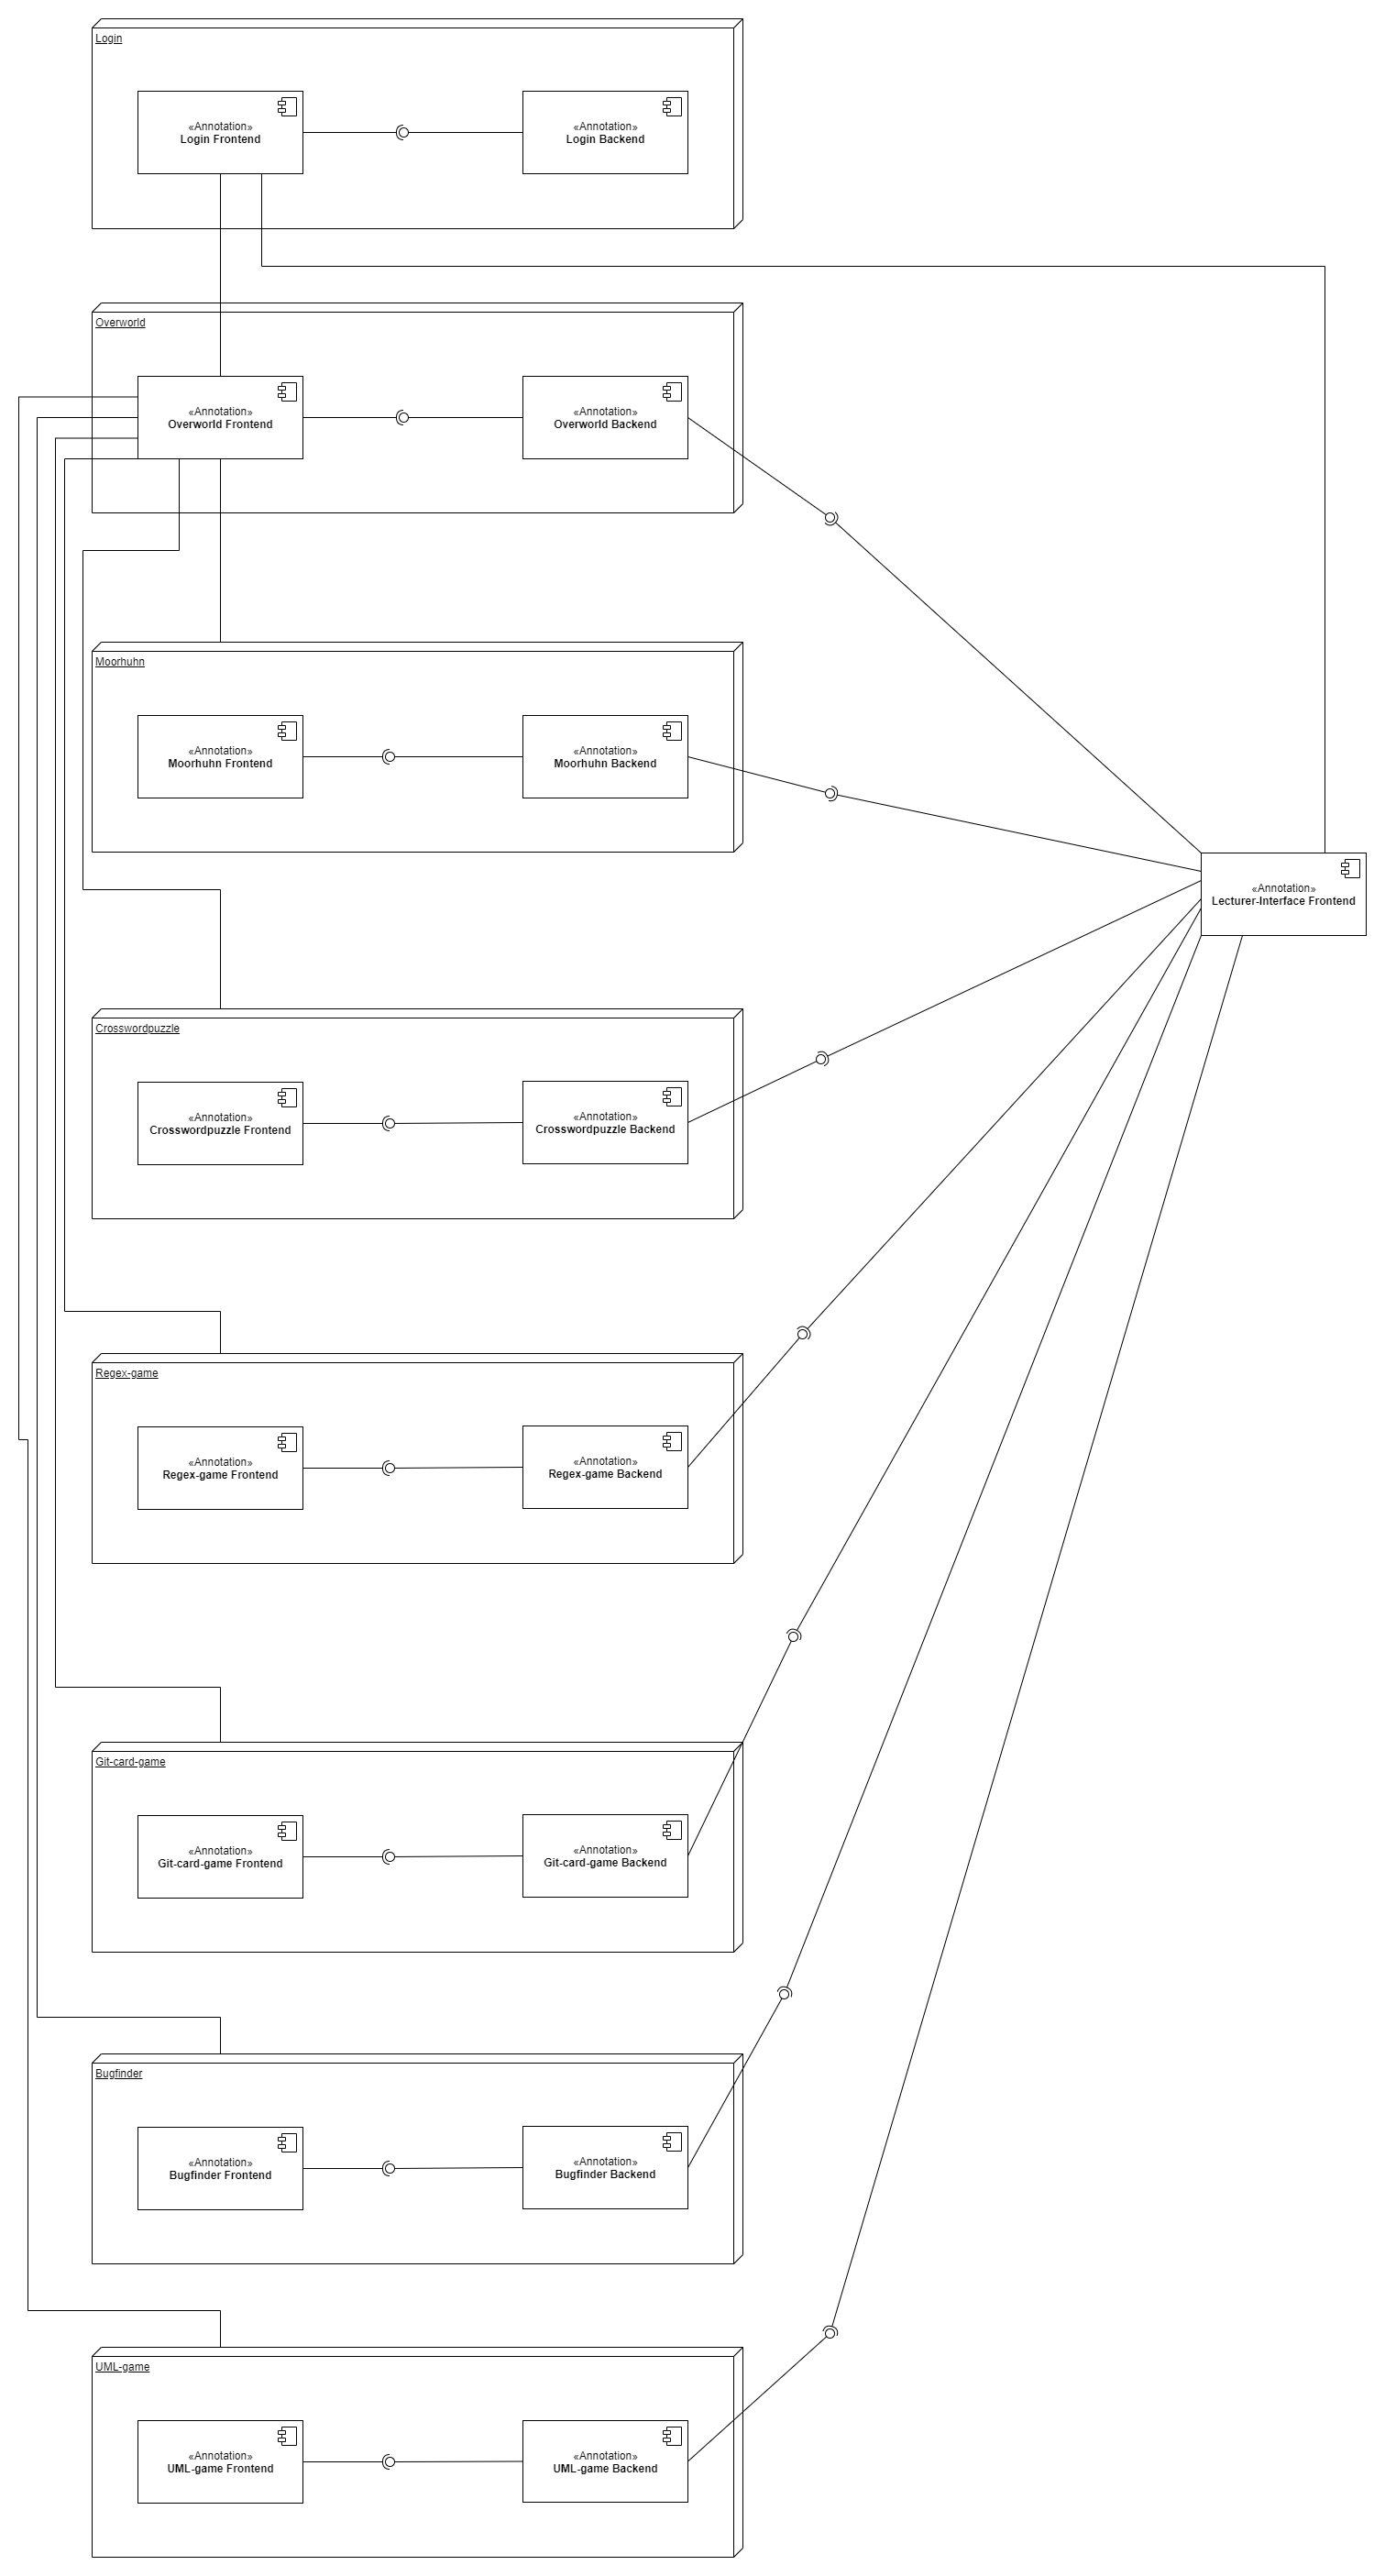 Login
«Annotation»
Login Frontend
«Annotation»
Login Backend
Overworld
«Annotation»
Overworld Frontend
«Annotation»
Overworld Backend
Moorhuhn
«Annotation»
Moorhuhn Frontend
«Annotation»
Moorhuhn Backend
«Annotation»
Lecturer-Interface Frontend
Crosswordpuzzle
«Annotation»
Crosswordpuzzle Frontend
«Annotation»
Crosswordpuzzle Backend
Regex-game
«Annotation»
Regex-game Frontend
«Annotation»
Regex-game Backend
Git-card-game
«Annotation»
Git-card-game Frontend
«Annotation»
Git-card-game Backend
Bugfinder
«Annotation»
Bugfinder Frontend
«Annotation»
Bugfinder Backend
UML-game
«Annotation»
UML-game Frontend
«Annotation»
UML-game Backend